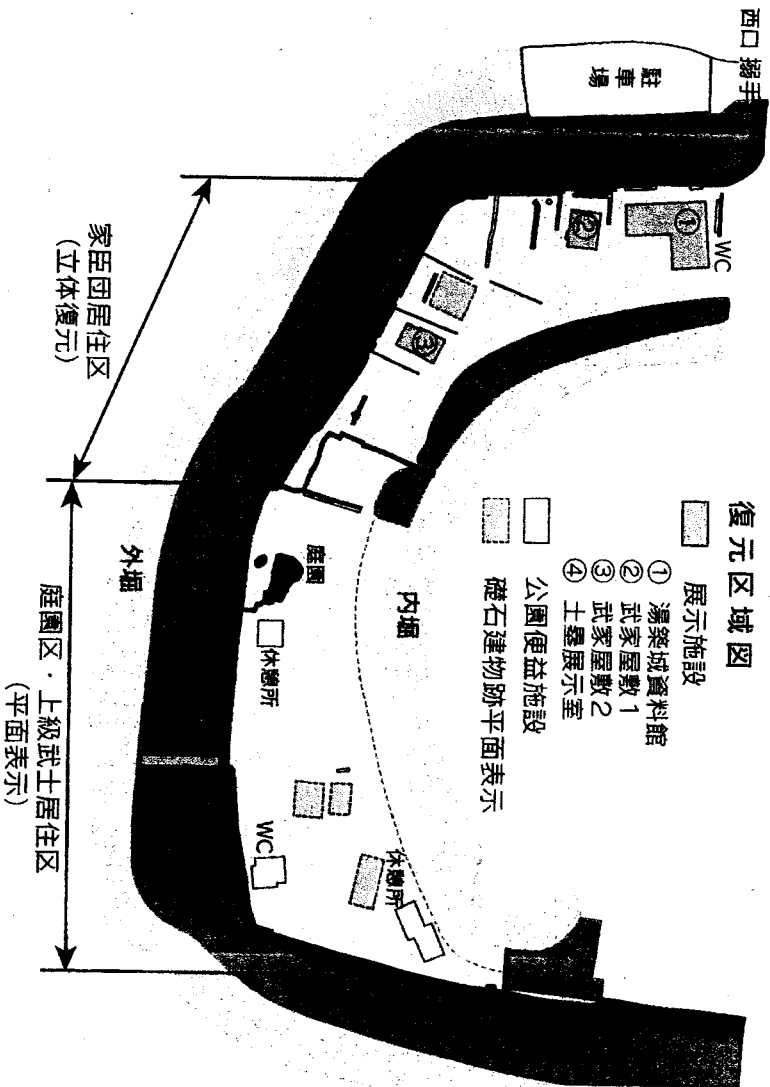 復元区域図
展示施設
① 湯築城資料館
② 武家屋敷1
③ 武家屋敷2
④ 土塁展示室
公園便益施設
礎石建物跡平面表示
西口 搦手
駐車場
①
WC
②
③
家臣団居住区
(立体復元)
内堀
庭園
休憩所
外堀
庭園区・上級武士居住区
(平面表示)
WC
休憩所